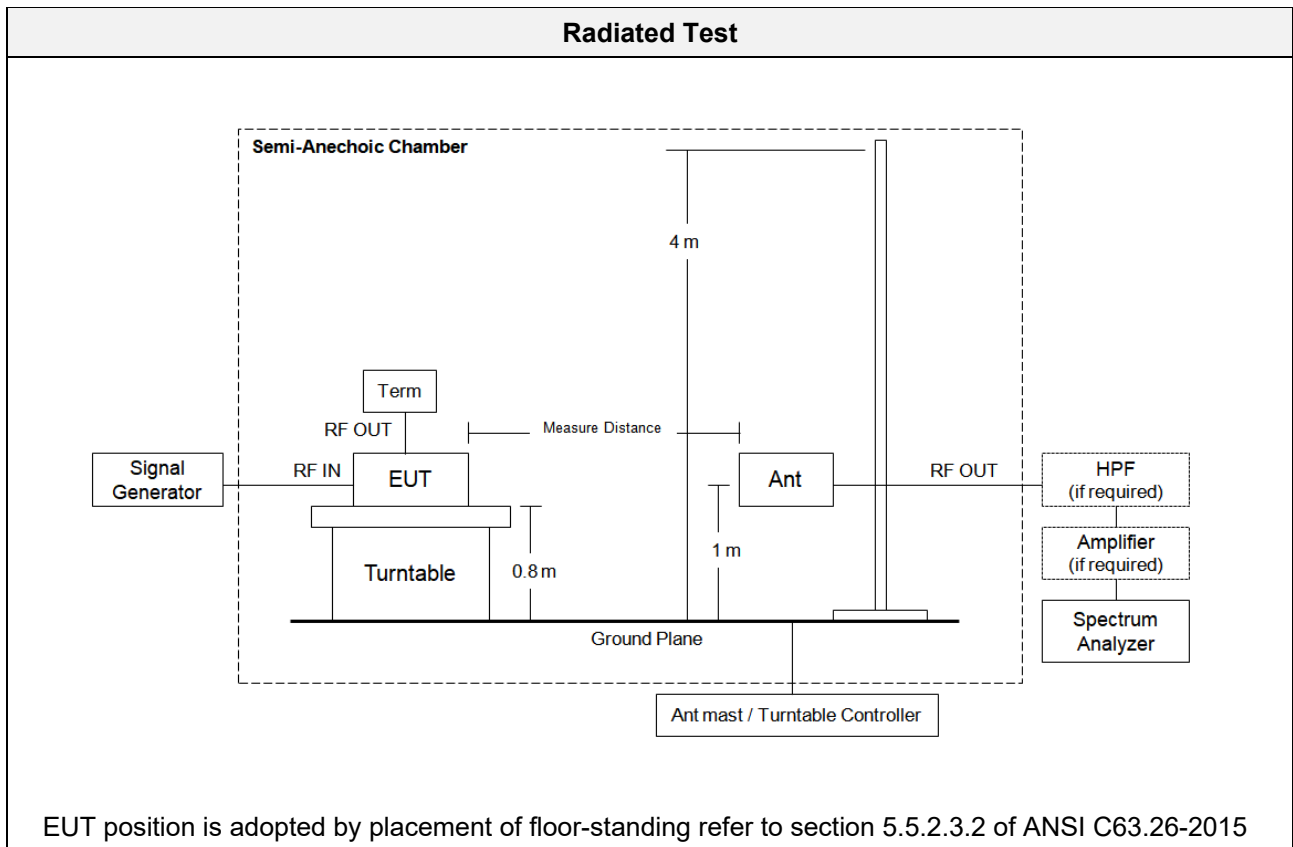 Radiated Test
Semi-Anechoic Chamber
4 m
Term
RF OUT
Measure Distance
Signal
Generator
RF IN
EUT
Ant
RF OUT
HPF
(if required)
Turntable
0.8 m
1 m
Amplifier
(if required)
Spectrum
Analyzer
Ground Plane
Ant mast / Turntable Controller
EUT position is adopted by placement of floor-standing refer to section 5.5.2.3.2 of ANSI C63.26-2015